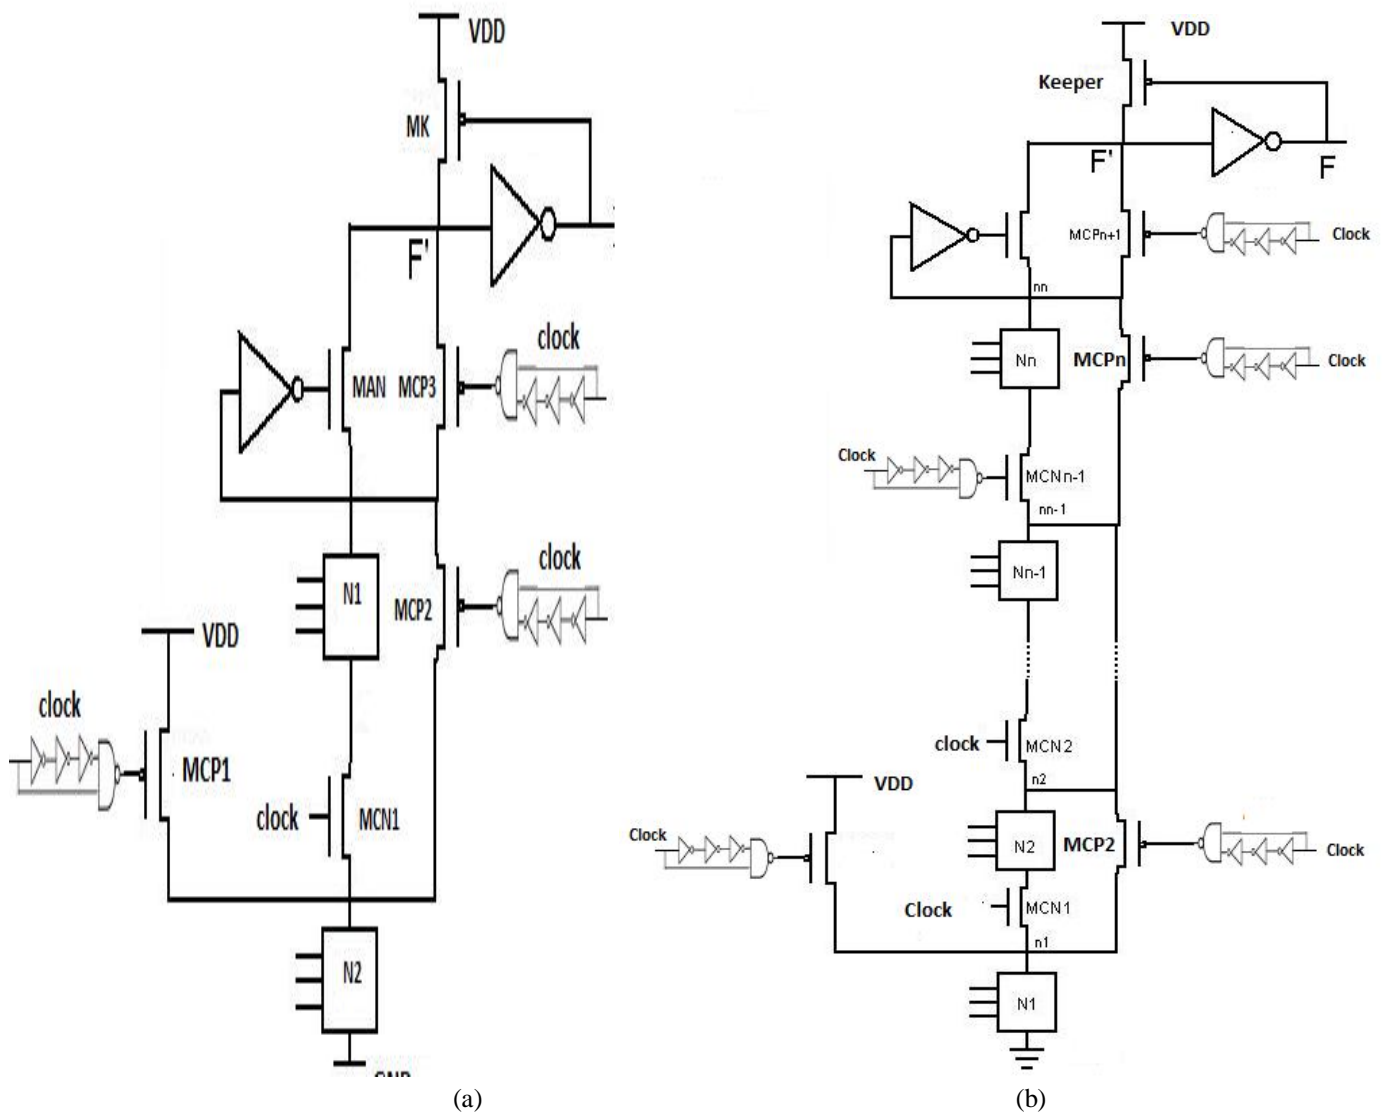 VDD
MK
F'
clock
MAN
MCP3
clock
N1
MCP2
VDD
clock
MCP1
clock
MCN1
N2
(a)
VDD
Keeper
F'
F
MCPn+1
Clock
nn
Nn
MCPn
Clock
Clock
MCNn-1
nn-1
Nn-1
clock
MCN2
n2
VDD
N2
MCP2
Clock
Clock
Clock
MCN1
n1
N1
(b)